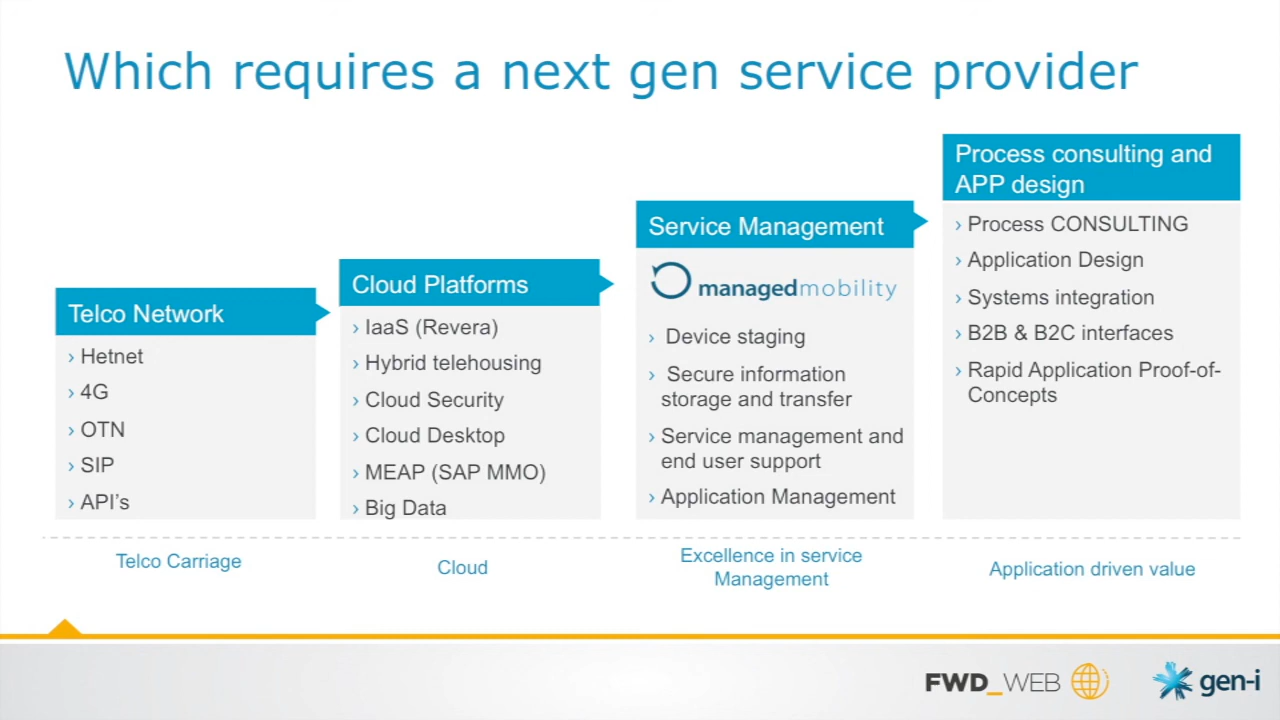 Which requires a next gen service provider
Telco Network
› Hetnet
› 4G
› OTN
› SIP
› API’s
Telco Carriage
Cloud Platforms
› IaaS (Revera)
› Hybrid telehousing
› Cloud Security
› Cloud Desktop
› MEAP (SAP MMO)
› Big Data
Cloud
Service Management
managedmobility
› Device staging
› Secure information
storage and transfer
› Service management and
end user support
› Application Management
Excellence in service
Management
Process consulting and
APP design
› Process CONSULTING
› Application Design
› Systems integration
› B2B & B2C interfaces
› Rapid Application Proof-of-
Concepts
Application driven value
FWD_WEB
gen-i